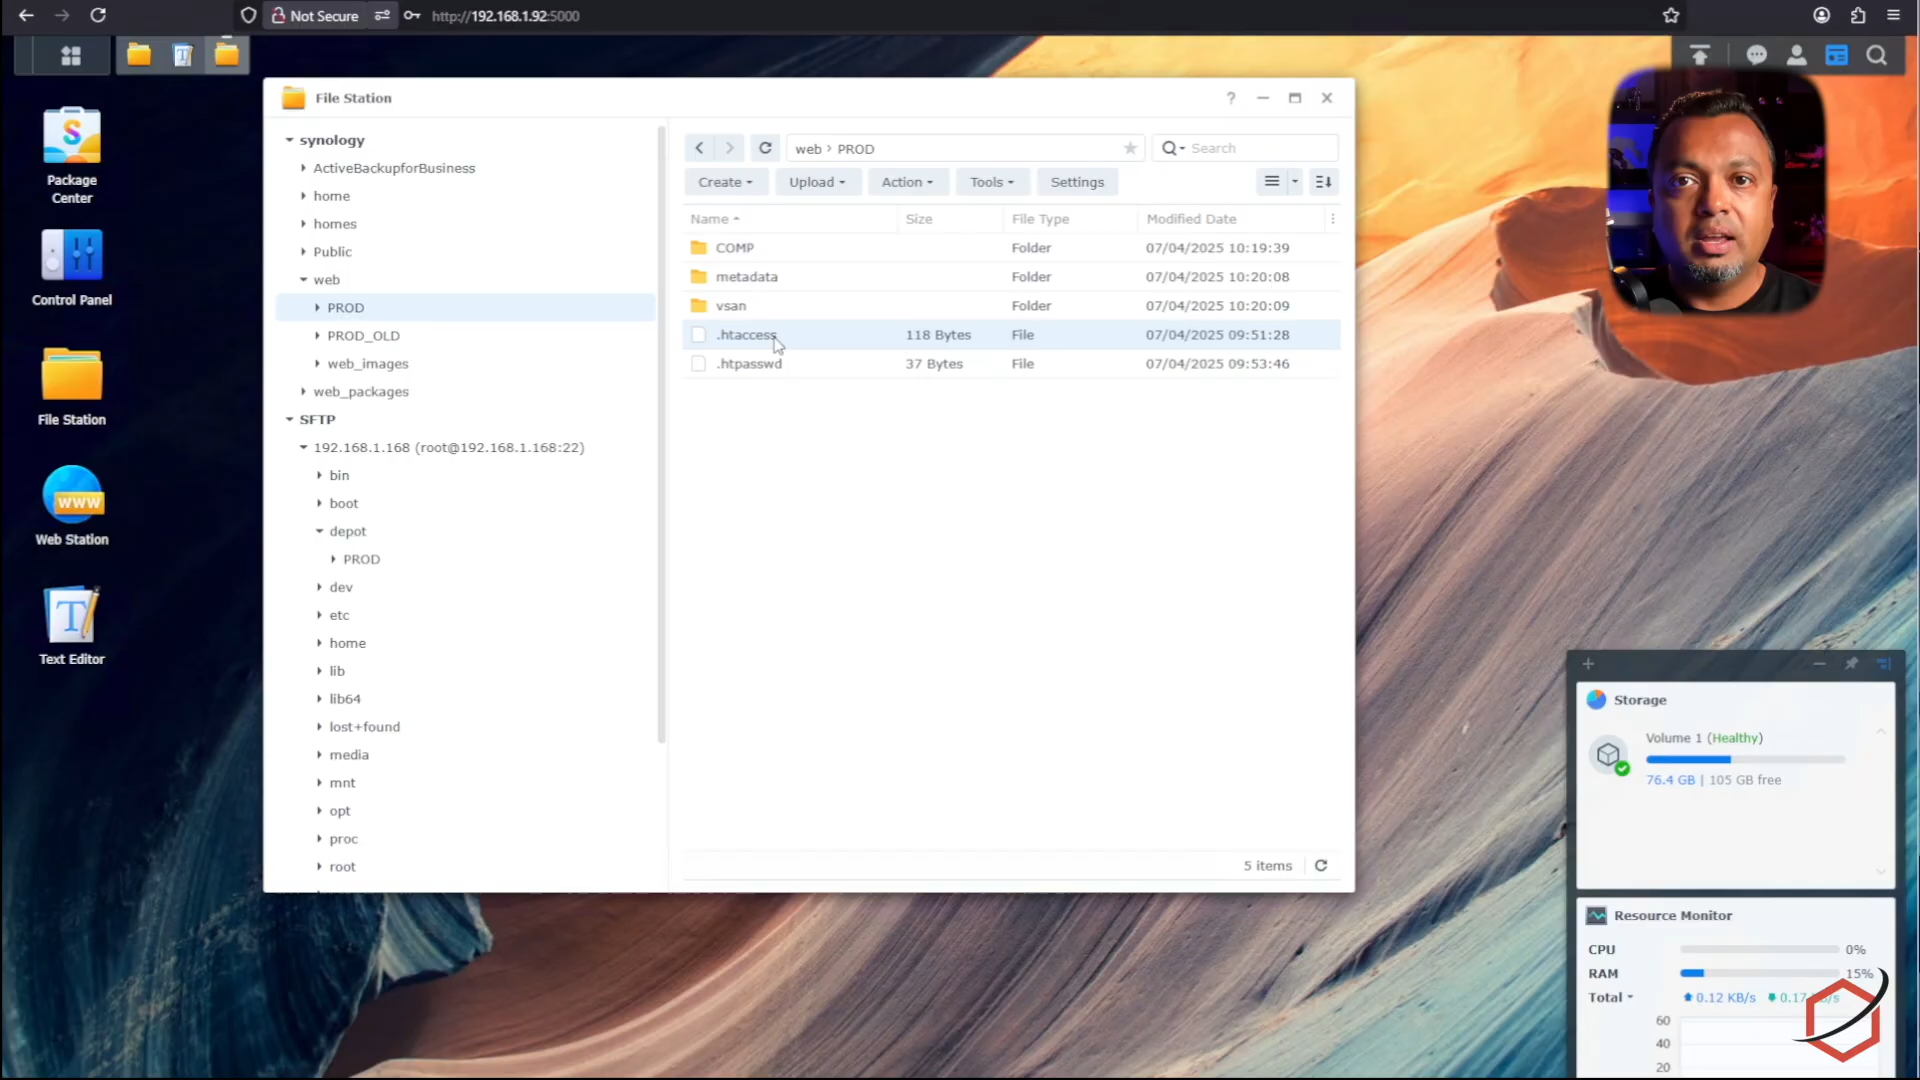 Not Secure
http://192.168.1.92:5000
Package
Center
Control Panel
File Station
WWW
Web Station
T
Text Editor
File Station
?
synology
ActiveBackupforBusiness
home
homes
Public
web
PROD
PROD_OLD
web_images
web_packages
SFTP
192.168.1.168 (root@192.168.1.168:22)
bin
boot
depot
PROD
dev
etc
home
lib
lib64
lost+found
media
mnt
opt
proc
root
web › PROD
Search
Create Upload Action Tools Settings
Name Size File Type Modified Date
COMP Folder 07/04/2025 10:19:39
metadata Folder 07/04/2025 10:20:08
vsan Folder 07/04/2025 10:20:09
.htaccess 118 Bytes File 07/04/2025 09:51:28
.htpasswd 37 Bytes File 07/04/2025 09:53:46
5 items
Storage
Volume 1 (Healthy)
76.4 GB | 105 GB free
Resource Monitor
CPU 0%
RAM 15%
Total 0.12 KB/s
60
40
20